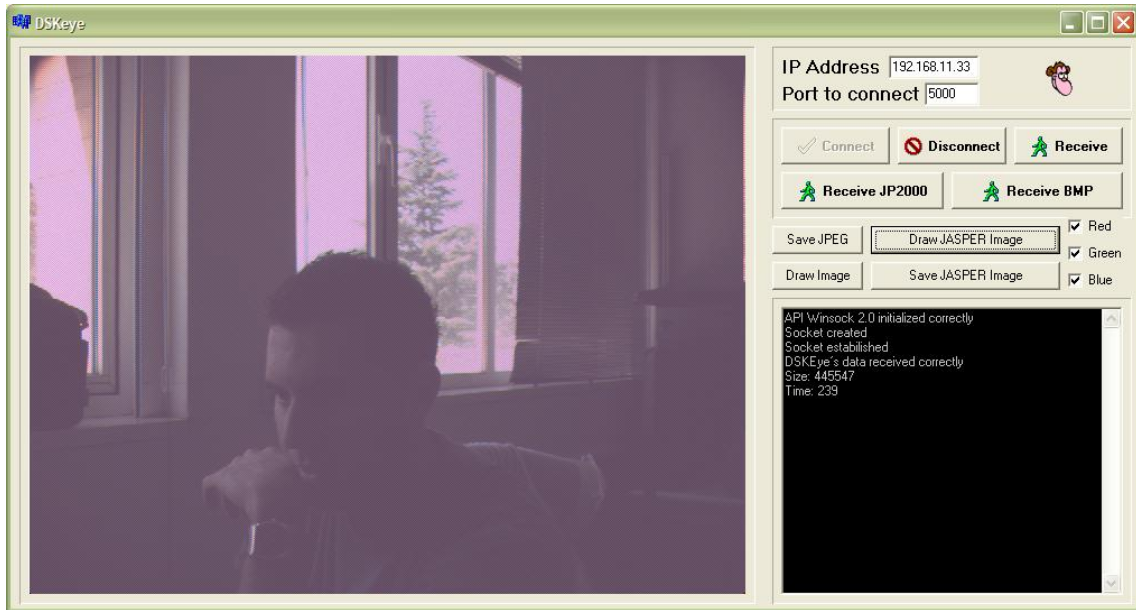 DSKeye
IP Address 192.168.11.33
Port to connect 5000
Connect Disconnect Receive
Receive JP2000 Receive BMP
Save JPEG Draw JASPER Image Red
Green
Draw Image Save JASPER Image Blue
API Winsock 2.0 initialized correctly
Socket created
Socket estabilished
DSKEye's data received correctly
Size: 445547
Time: 239